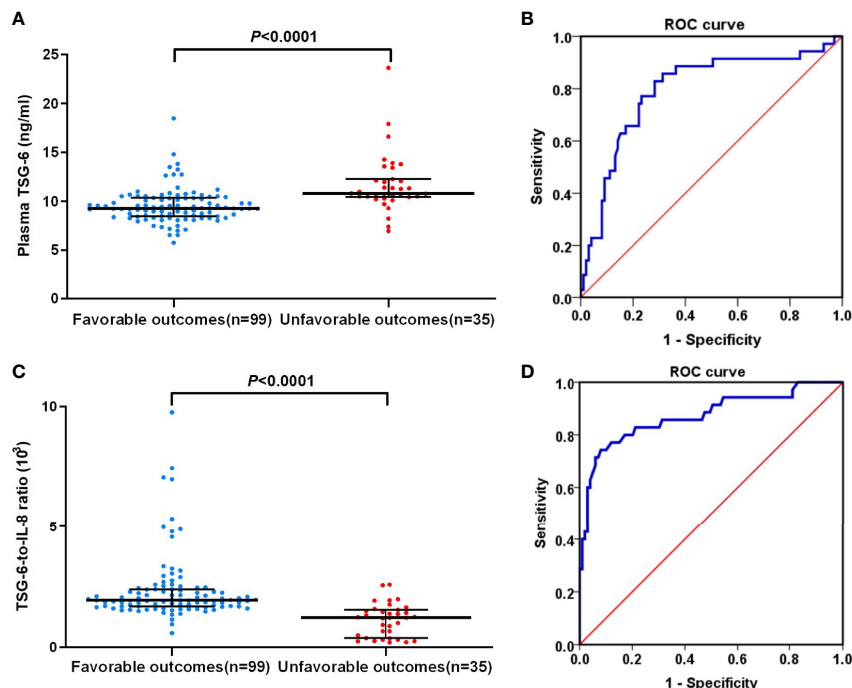 A
P<0.0001
Plasma TSG-6 (ng/ml)
25
20
15
10
5
0
Favorable outcomes(n=99)
Unfavorable outcomes(n=35)
B
ROC curve
Sensitivity
1.0
0.8
0.6
0.4
0.2
0.0
0.0
0.2
0.4
0.6
0.8
1.0
1 - Specificity
C
P<0.0001
TSG-6-to-IL-8 ratio (10³)
10
5
0
Favorable outcomes(n=99)
Unfavorable outcomes(n=35)
D
ROC curve
Sensitivity
1.0
0.8
0.6
0.4
0.2
0.0
0.0
0.2
0.4
0.6
0.8
1.0
1 - Specificity